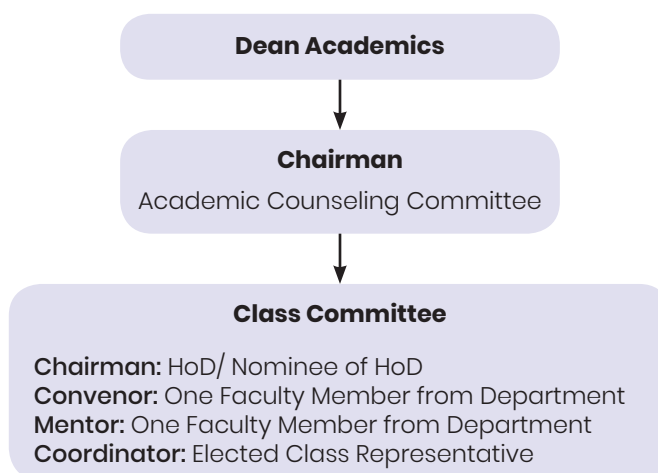 Dean Academics
Chairman
Academic Counseling Committee
Class Committee
Chairman: HoD/ Nominee of HoD
Convenor: One Faculty Member from Department
Mentor: One Faculty Member from Department
Coordinator: Elected Class Representative